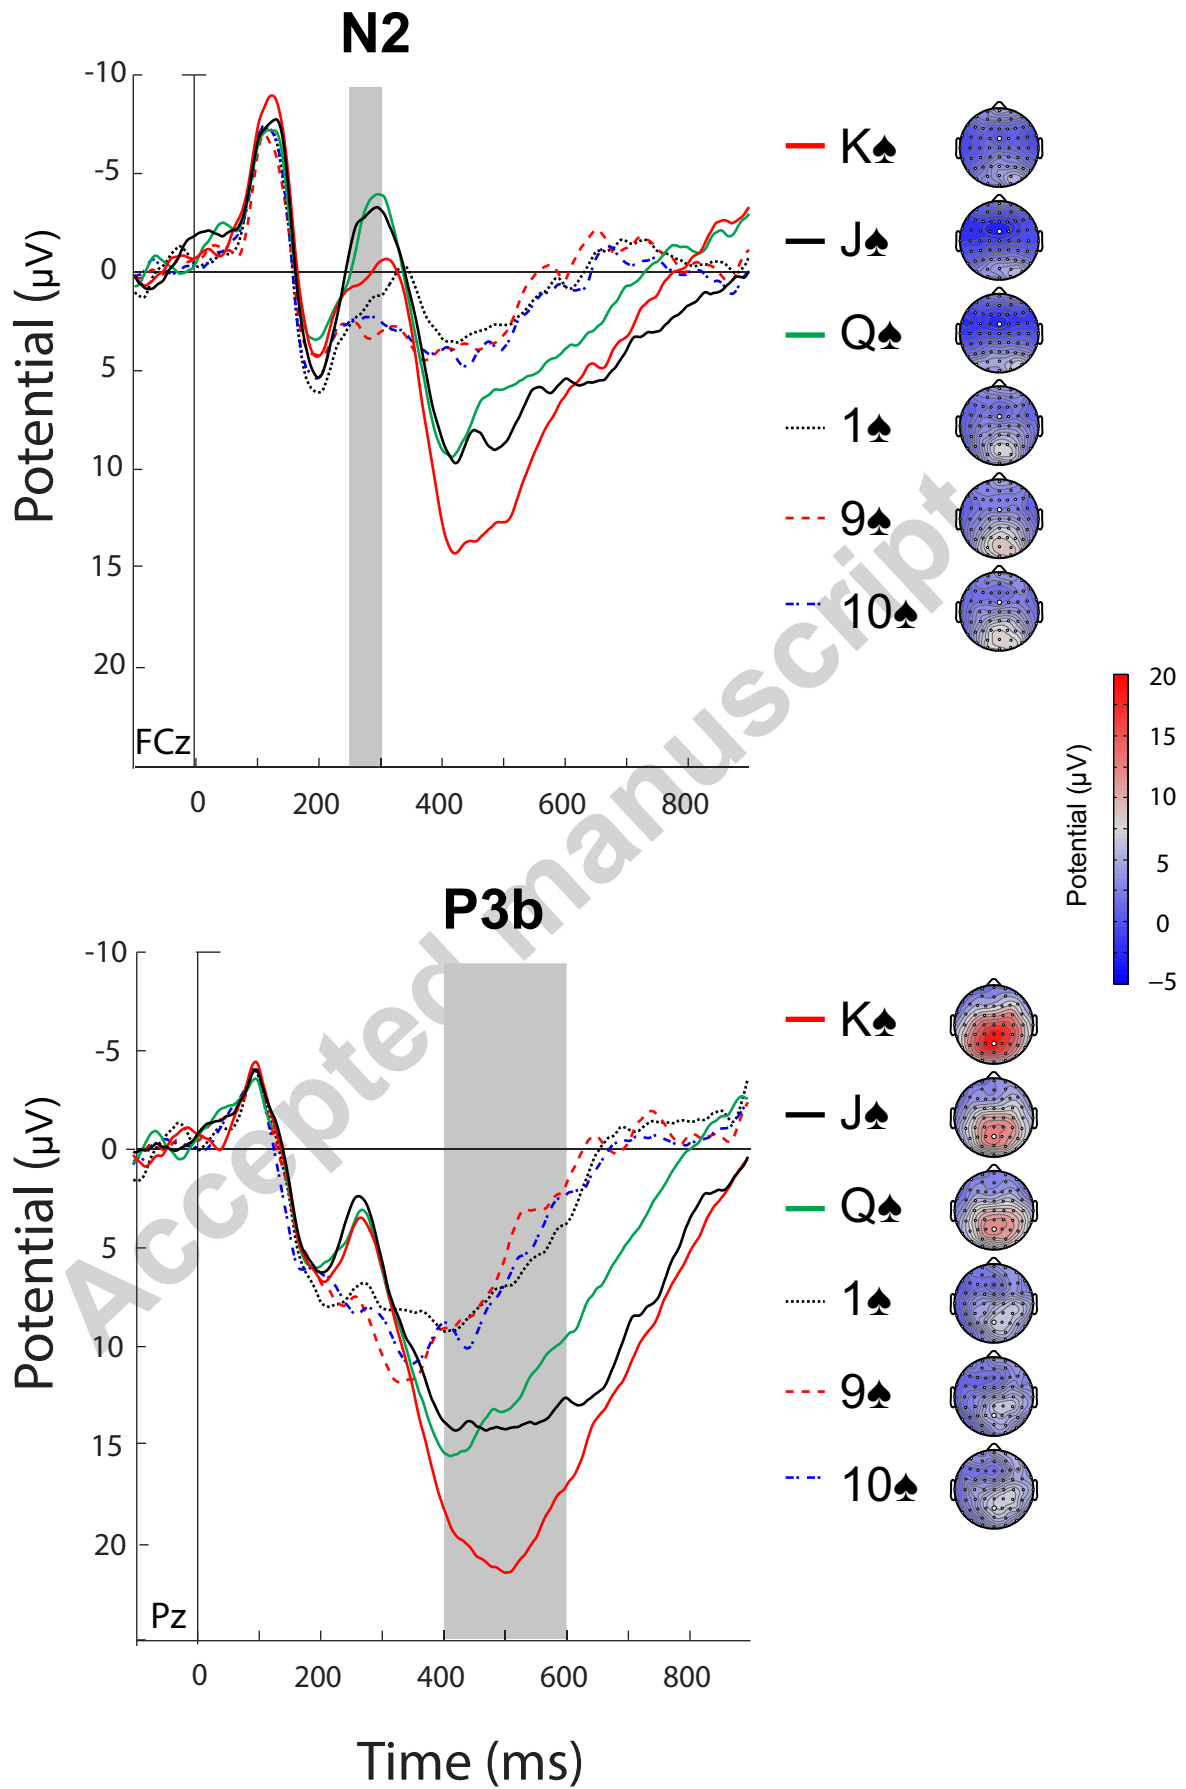 N2
-10
-5
0
5
10
15
20
Potential (µV)
FCz
0 200 400 600 800
K♠
J♠
Q♠
1♠
9♠
10♠
20
15
10
5
0
−5
Potential (µV)
Accepted manuscript
P3b
-10
-5
0
5
10
15
20
Potential (µV)
Pz
0 200 400 600 800
K♠
J♠
Q♠
1♠
9♠
10♠
Time (ms)